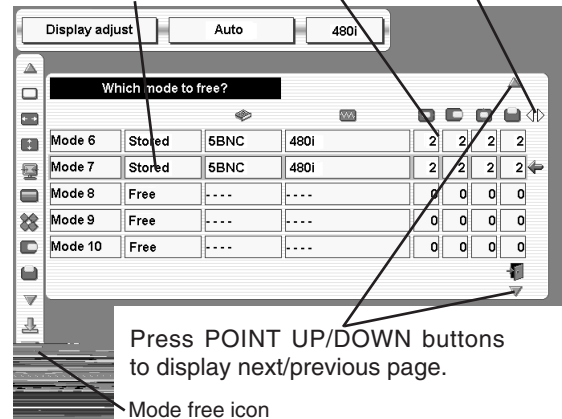 Display adjust Auto 480i
Which mode to free?
Mode 6 Stored 5BNC 480i 2 2 2 2
Mode 7 Stored 5BNC 480i 2 2 2 2
Mode 8 Free ---- ---- 0 0 0 0
Mode 9 Free ---- ---- 0 0 0 0
Mode 10 Free ---- ---- 0 0 0 0
Press POINT UP/DOWN buttons
to display next/previous page.
Mode free icon